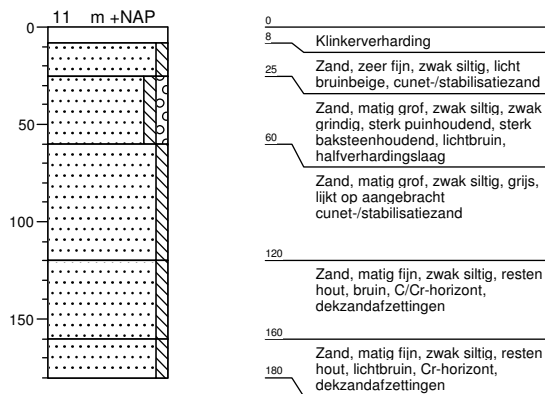 11 m +NAP
0
50
100
150
0
8
Klinkerverharding
25
Zand, zeer fijn, zwak siltig, licht
bruinbeige, cunet-/stabilisatiezand
Zand, matig grof, zwak siltig, zwak
grindig, sterk puinhoudend, sterk
baksteenhoudend, lichtbruin,
halfverhardingslaag
60
Zand, matig grof, zwak siltig, grijs,
lijkt op aangebracht
cunet-/stabilisatiezand
120
Zand, matig fijn, zwak siltig, resten
hout, bruin, C/Cr-horizont,
dekzandafzettingen
160
Zand, matig fijn, zwak siltig, resten
hout, lichtbruin, Cr-horizont,
dekzandafzettingen
180